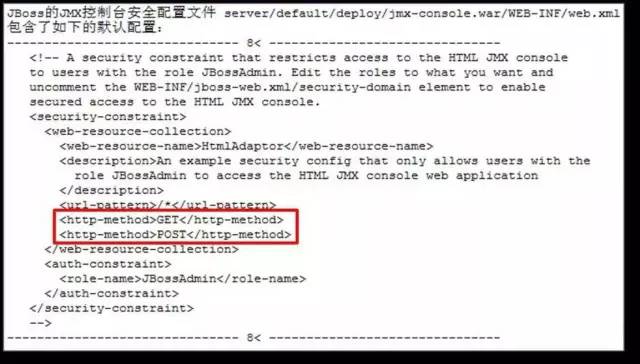 JBoss的JMX控制台安全配置文件 server/default/deploy/jmx-console.war/WEB-INF/web.xml
包含了如下的默认配置：
------------------------------- 8< -------------------------------
<!-- A security constraint that restricts access to the HTML JMX console
to users with the role JBossAdmin. Edit the roles to what you want and
uncomment the WEB-INF/jboss-web.xml/security-domain element to enable
secured access to the HTML JMX console.
<security-constraint>
<web-resource-collection>
<web-resource-name>HtmlAdaptor</web-resource-name>
<description>An example security config that only allows users with the
role JBossAdmin to access the HTML JMX console web application
</description>
<url-pattern>/*</url-pattern>
<http-method>GET</http-method>
<http-method>POST</http-method>
</web-resource-collection>
<auth-constraint>
<role-name>JBossAdmin</role-name>
</auth-constraint>
</security-constraint>
-->
------------------------------- 8< -------------------------------